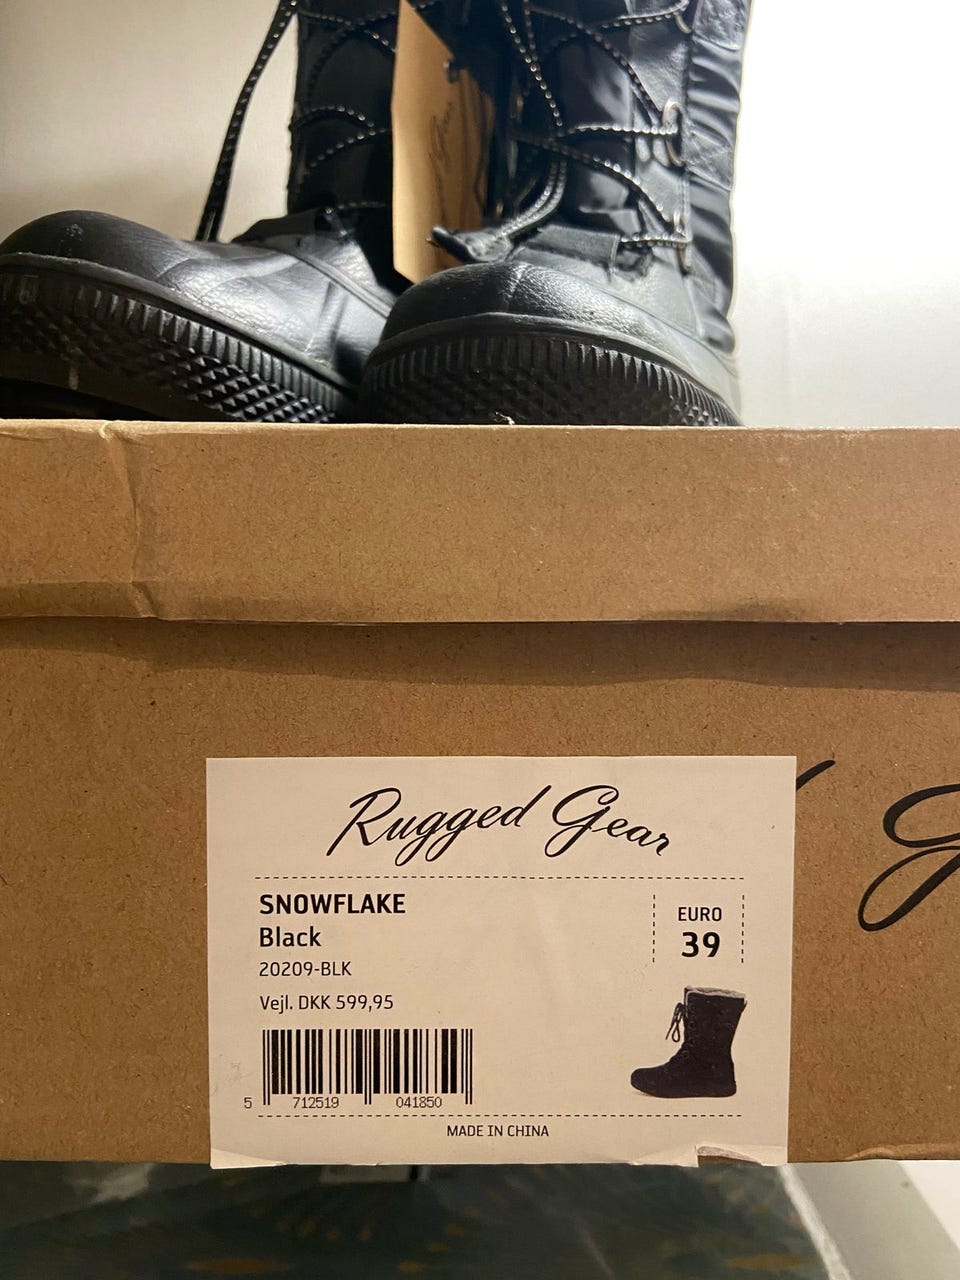 Rugged Gear
SNOWFLAKE
Black
20209-BLK
Vejl. DKK 599,95
EURO
39
5 712519 041850
MADE IN CHINA